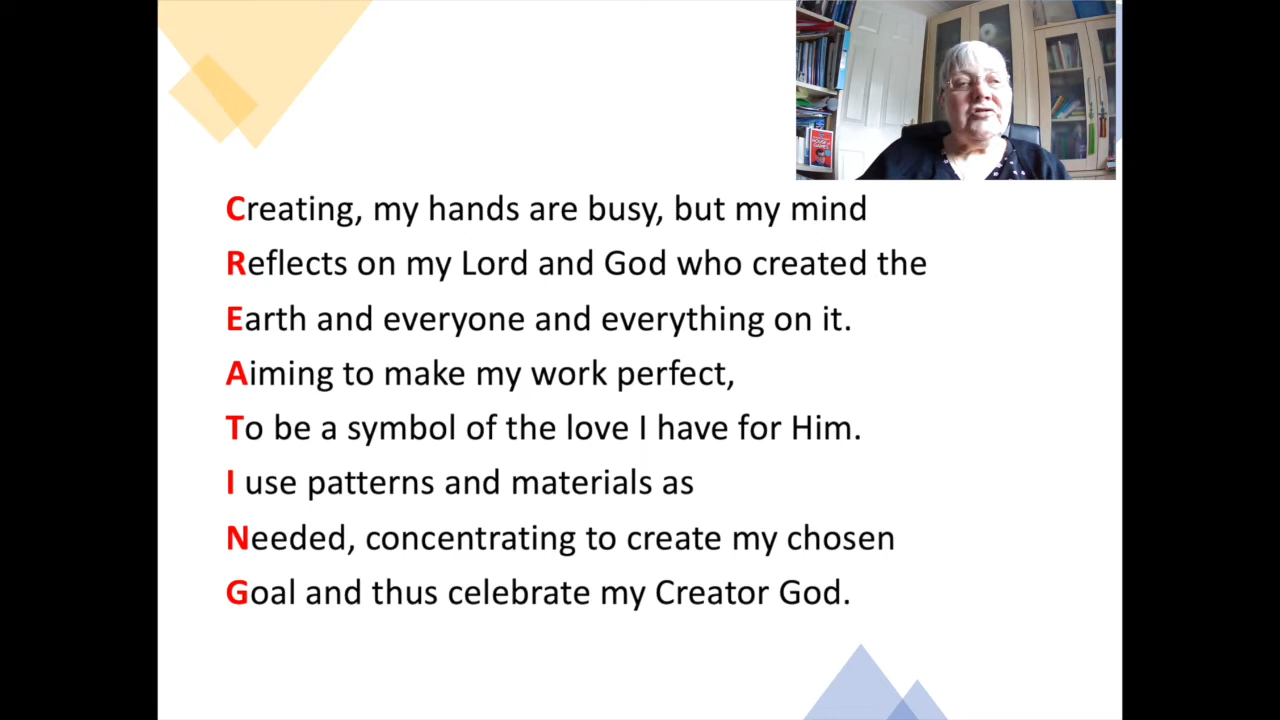 Creating, my hands are busy, but my mind
Reflects on my Lord and God who created the
Earth and everyone and everything on it.
Aiming to make my work perfect,
To be a symbol of the love I have for Him.
I use patterns and materials as
Needed, concentrating to create my chosen
Goal and thus celebrate my Creator God.